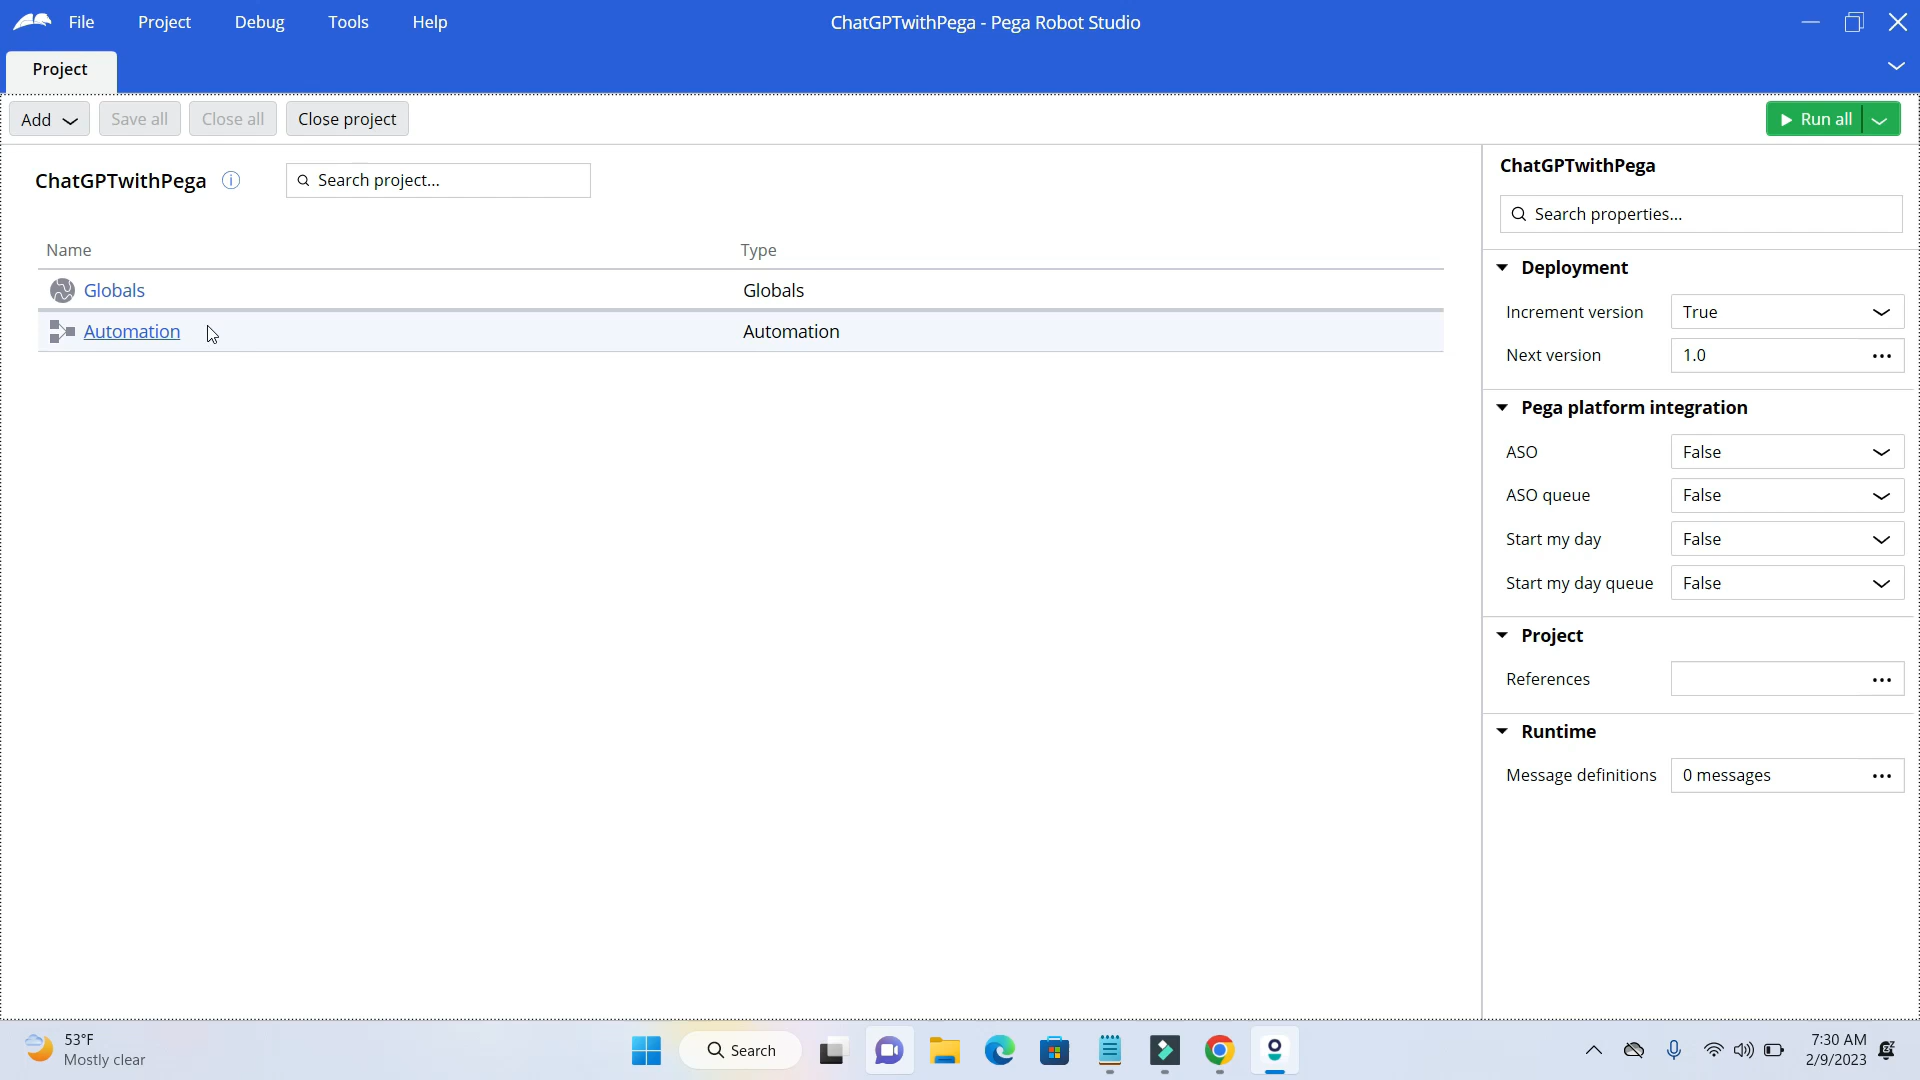 File Project Debug Tools Help ChatGPTwithPega - Pega Robot Studio
Project
Add Save all Close all Close project Run all
ChatGPTwithPega Search project...
Name Type
Globals Globals
Automation Automation
ChatGPTwithPega
Search properties...
Deployment
Increment version True
Next version 1.0
Pega platform integration
ASO False
ASO queue False
Start my day False
Start my day queue False
Project
References
Runtime
Message definitions 0 messages
53°F
Mostly clear
Search
7:30 AM
2/9/2023